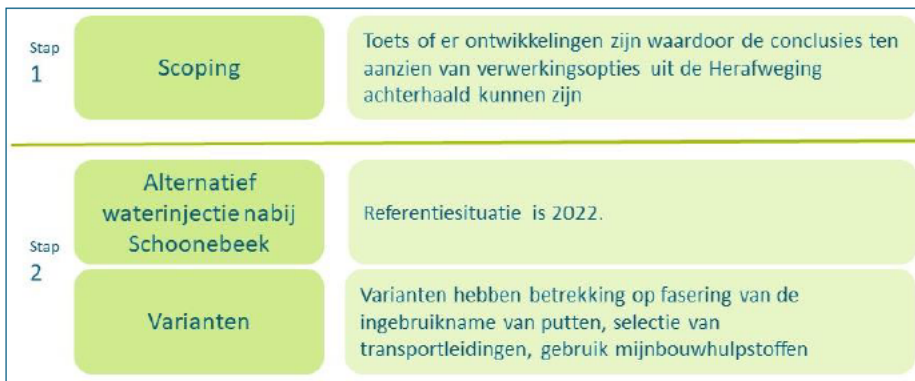 Stap
1
Scoping
Toets of er ontwikkelingen zijn waardoor de conclusies ten
aanzien van verwerkingsopties uit de Herafweging
achterhaald kunnen zijn
Stap
2
Alternatief
waterinjectie nabij
Schoonebeek
Referentiesituatie is 2022.
Varianten
Varianten hebben betrekking op fasering van de
ingebruikname van putten, selectie van
transportleidingen, gebruik mijnbouwhulpstoffen